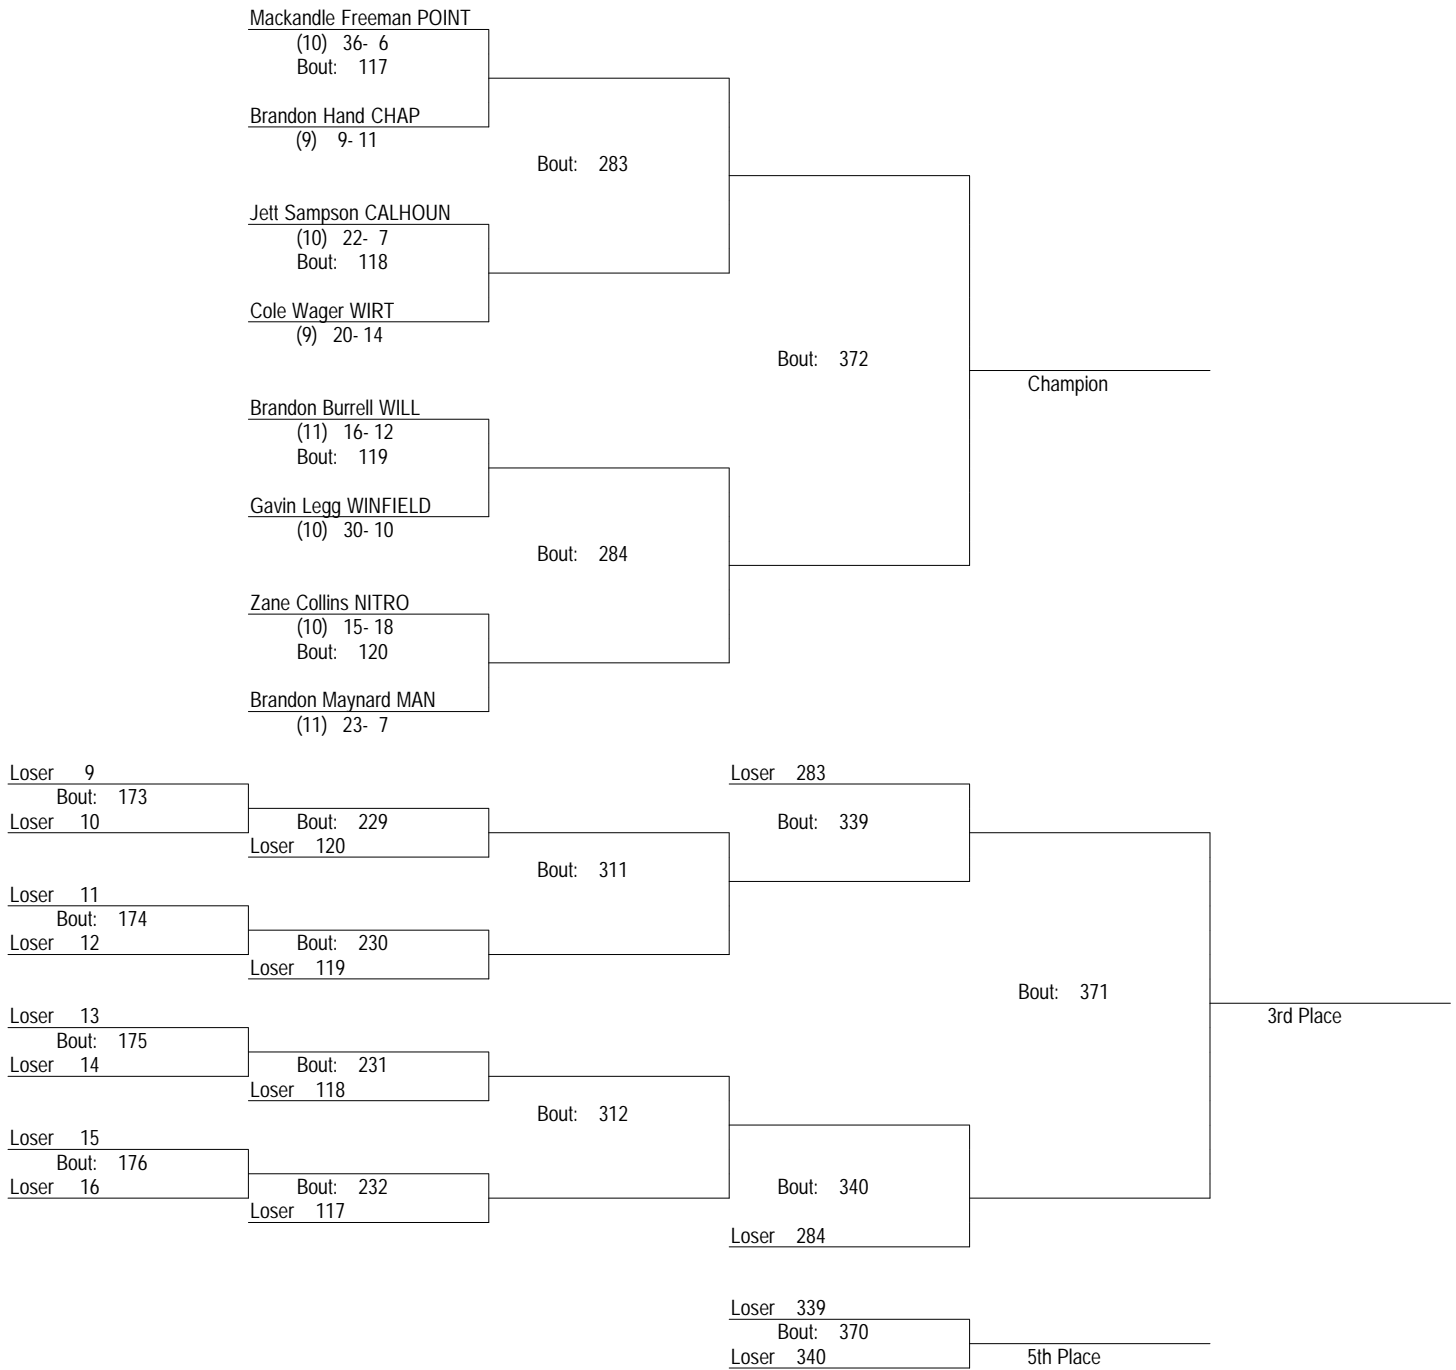 Mackandle Freeman POINT
(10) 36- 6
Bout: 117
Brandon Hand CHAP
(9) 9- 11
Bout: 283
Jett Sampson CALHOUN
(10) 22- 7
Bout: 118
Cole Wager WIRT
(9) 20- 14
Bout: 372
Champion
Brandon Burrell WILL
(11) 16- 12
Bout: 119
Gavin Legg WINFIELD
(10) 30- 10
Bout: 284
Zane Collins NITRO
(10) 15- 18
Bout: 120
Brandon Maynard MAN
(11) 23- 7
Loser 9
Bout: 173
Loser 10
Bout: 229
Loser 120
Bout: 311
Loser 283
Bout: 339
Loser 11
Bout: 174
Loser 12
Bout: 230
Loser 119
Bout: 371
3rd Place
Loser 13
Bout: 175
Loser 14
Bout: 231
Loser 118
Bout: 312
Loser 15
Bout: 176
Loser 16
Bout: 232
Loser 117
Bout: 340
Loser 284
Loser 339
Bout: 370
Loser 340
5th Place